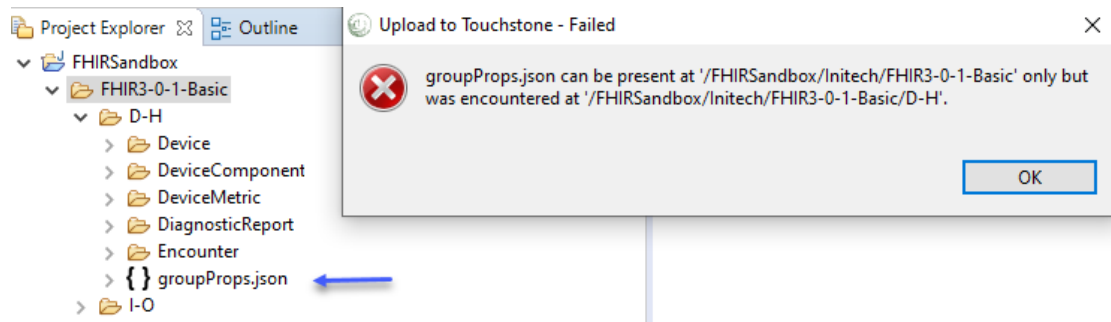 Project Explorer
Outline
FHIRSandbox
FHIR3-0-1-Basic
D-H
Device
DeviceComponent
DeviceMetric
DiagnosticReport
Encounter
{ } groupProps.json
I-O
Upload to Touchstone - Failed
groupProps.json can be present at '/FHIRSandbox/Initech/FHIR3-0-1-Basic' only but
was encountered at '/FHIRSandbox/Initech/FHIR3-0-1-Basic/D-H'.
OK